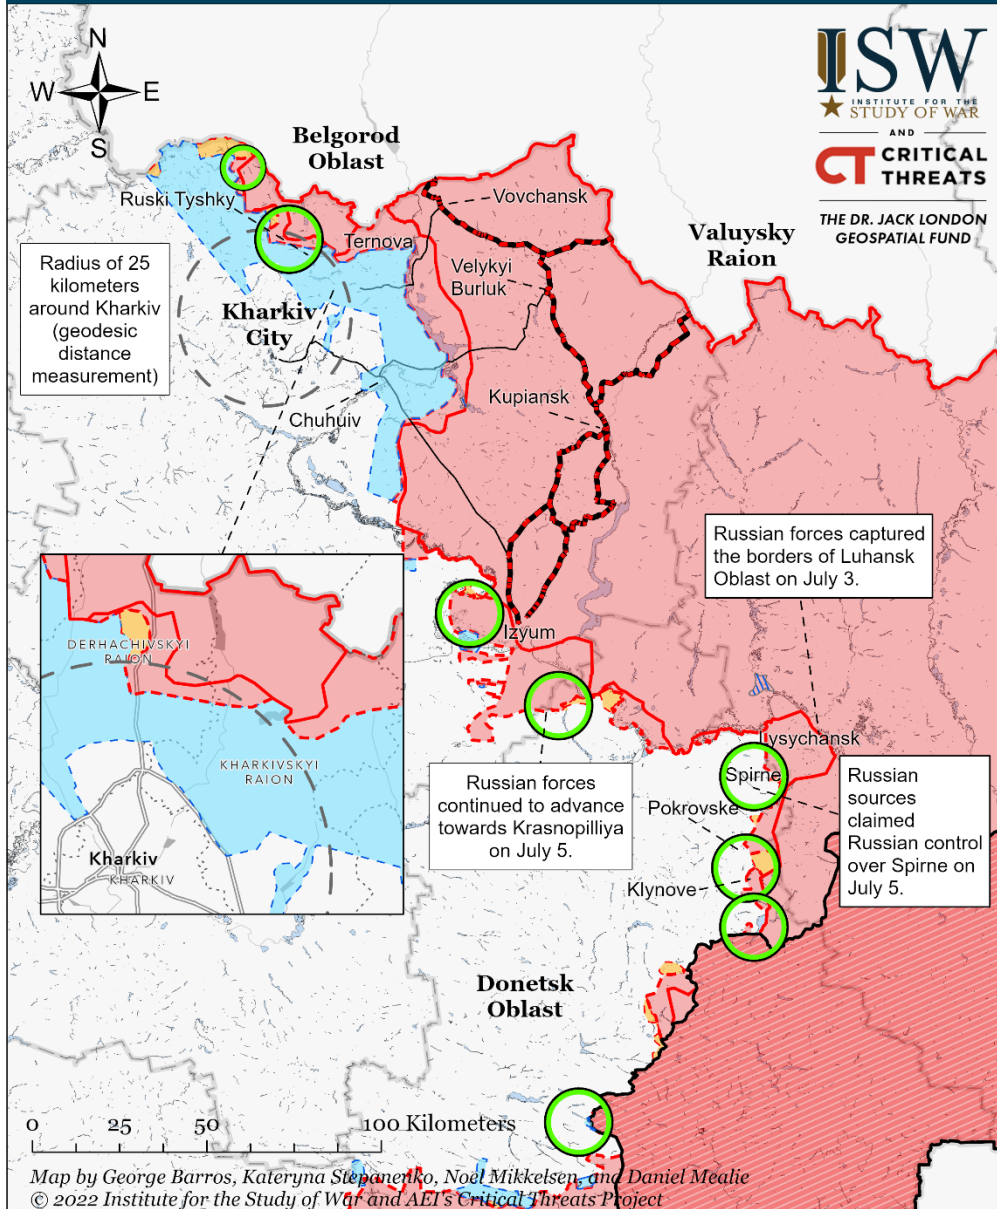 N
W
E
S
ISW
INSTITUTE FOR THE
STUDY OF WAR
AND
CT CRITICAL
THREATS
THE DR. JACK LONDON
GEOSPATIAL FUND
Belgorod
Oblast
Ruski Tyshky
Vovchansk
Ternova
Valuysky
Raion
Radius of 25
kilometers
around Kharkiv
(geodesic
distance
measurement)
Velykyi
Burluk
Kharkiv
City
Kupiansk
Chuhuiv
Russian forces captured
the borders of Luhansk
Oblast on July 3.
DERHACHIVSKYI
RAION
KHARKIVSKYI
RAION
Kharkiv
KHARKIV
Izyum
Lysychansk
Spirne
Russian forces
continued to advance
towards Krasnopilliya
on July 5.
Pokrovske
Russian
sources
claimed
Russian control
over Spirne on
July 5.
Klynove
Donetsk
Oblast
0 25 50 100 Kilometers
Map by George Barros, Kateryna Stepanenko, Noel Mikkelsen, and Daniel Mealie
© 2022 Institute for the Study of War and AEI's Critical Threats Project